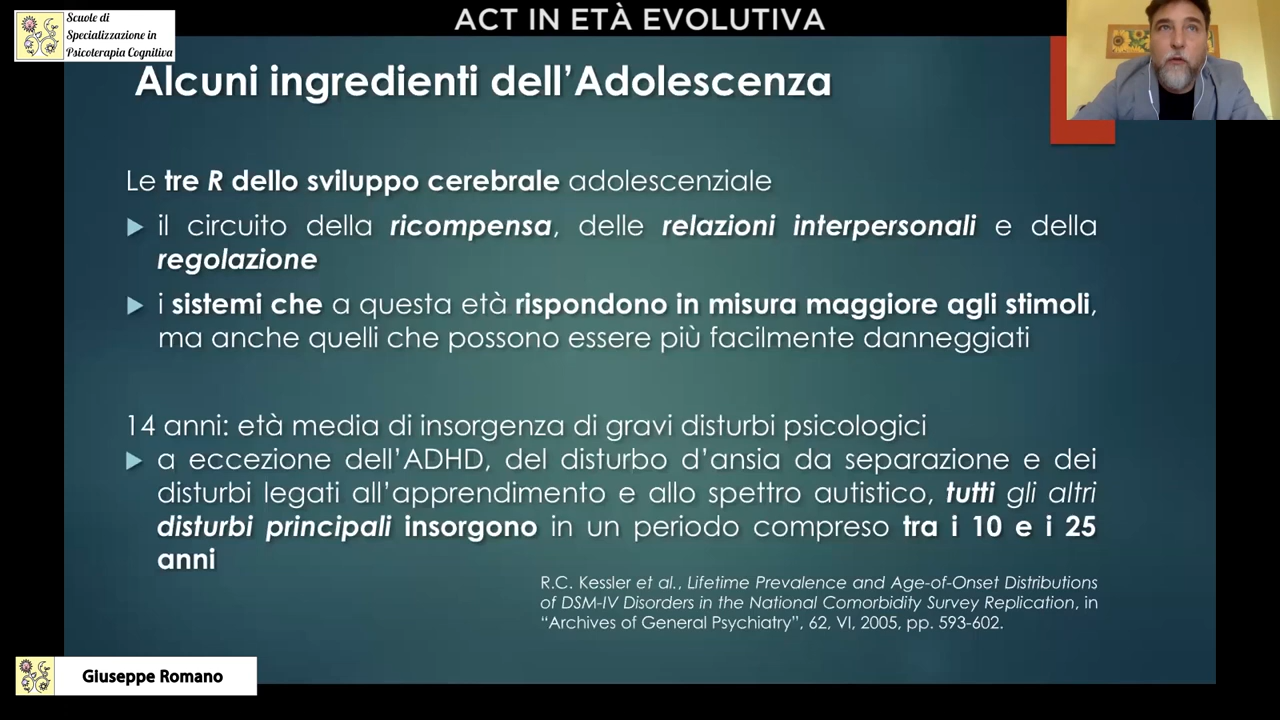 Scuole di
Specializzazione in
Psicoterapia Cognitiva
ACT IN ETÀ EVOLUTIVA
Alcuni ingredienti dell’Adolescenza
Le tre R dello sviluppo cerebrale adolescenziale
il circuito della ricompensa, delle relazioni interpersonali e della
regolazione
i sistemi che a questa età rispondono in misura maggiore agli stimoli,
ma anche quelli che possono essere più facilmente danneggiati
14 anni: età media di insorgenza di gravi disturbi psicologici
a eccezione dell’ADHD, del disturbo d’ansia da separazione e dei
disturbi legati all’apprendimento e allo spettro autistico, tutti gli altri
disturbi principali insorgono in un periodo compreso tra i 10 e i 25
anni
R.C. Kessler et al., Lifetime Prevalence and Age-of-Onset Distributions
of DSM-IV Disorders in the National Comorbidity Survey Replication, in
“Archives of General Psychiatry”, 62, VI, 2005, pp. 593-602.
Giuseppe Romano